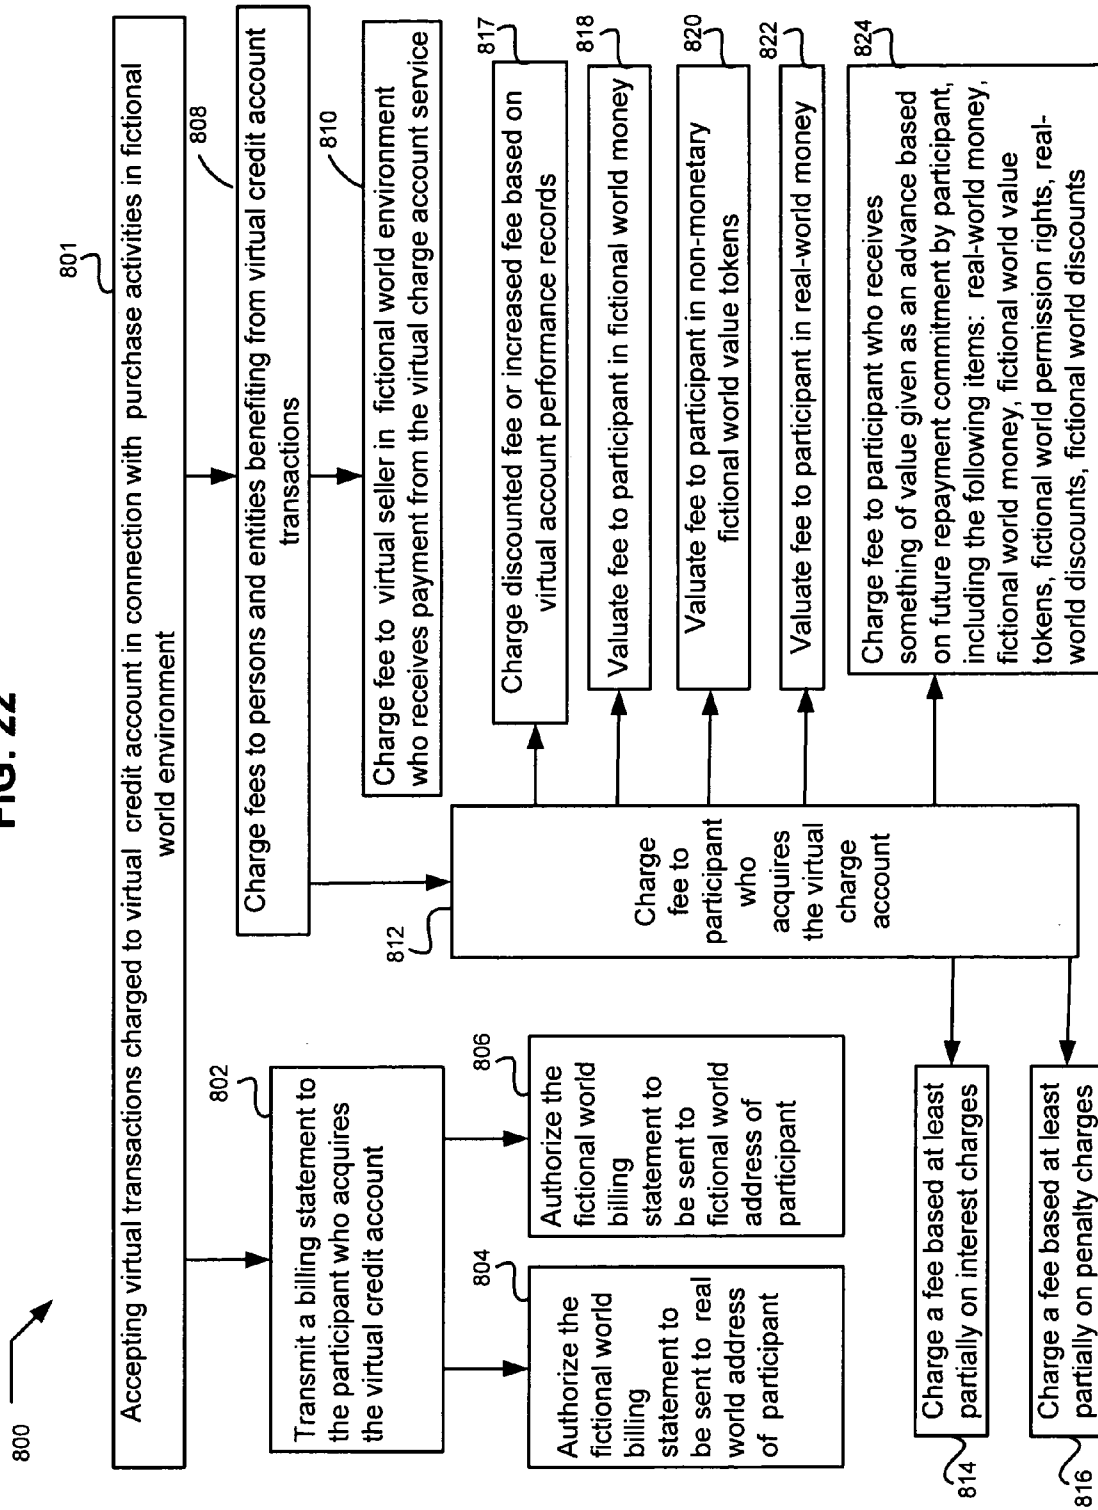 FIG. 22
800
801
Accepting virtual transactions charged to virtual credit account in connection with purchase activities in fictional
world environment
802
Transmit a billing statement to
the participant who acquires
the virtual credit account
804
Authorize the
fictional world
billing
statement to
be sent to real
world address
of participant
806
Authorize the
fictional world
billing
statement to
be sent to
fictional world
address of
participant
808
Charge fees to persons and entities benefiting from virtual credit account
transactions
810
Charge fee to virtual seller in fictional world environment
who receives payment from the virtual charge account service
812
Charge
fee to
participant
who
acquires
the virtual
charge
account
814
Charge a fee based at least
partially on interest charges
816
Charge a fee based at least
partially on penalty charges
817
Charge discounted fee or increased fee based on
virtual account performance records
818
Valuate fee to participant in fictional world money
820
Valuate fee to participant in non-monetary
fictional world value tokens
822
Valuate fee to participant in real-world money
824
Charge fee to participant who receives
something of value given as an advance based
on future repayment commitment by participant,
including the following items: real-world money,
fictional world money, fictional world value
tokens, fictional world permission rights, real-
world discounts, fictional world discounts